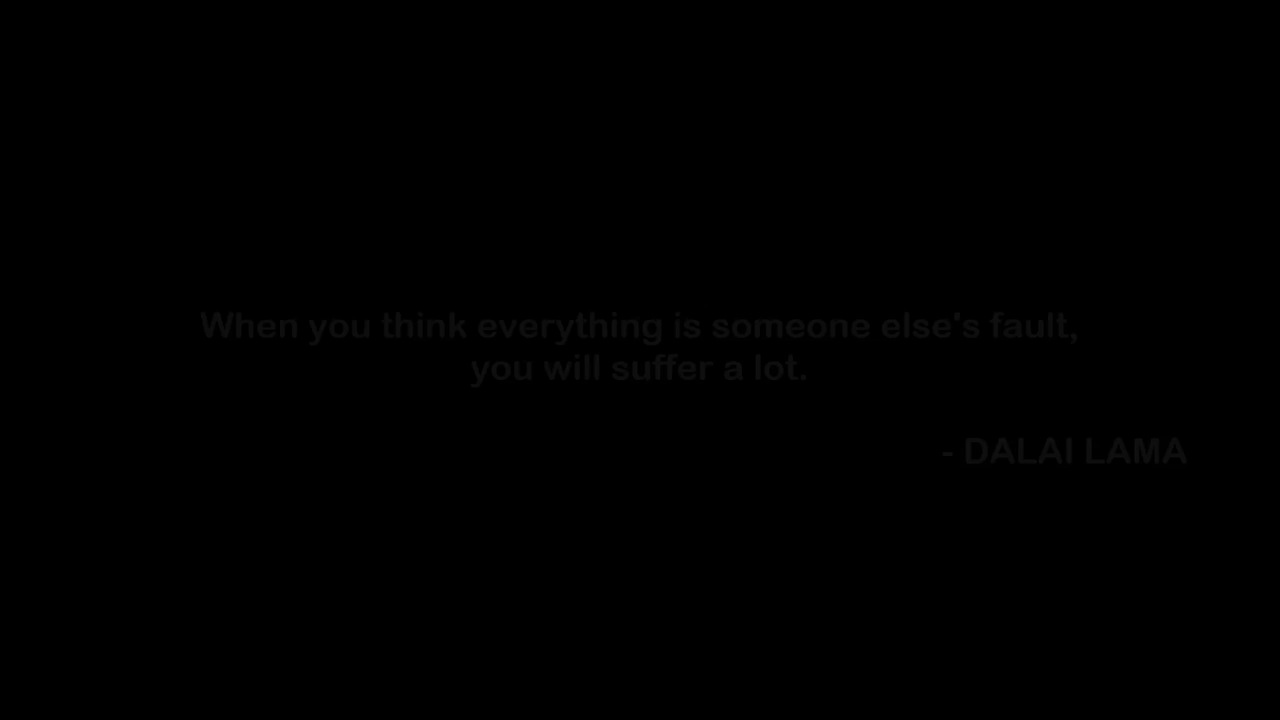 When you think everything is someone else's fault,
you will suffer a lot.
- DALAI LAMA